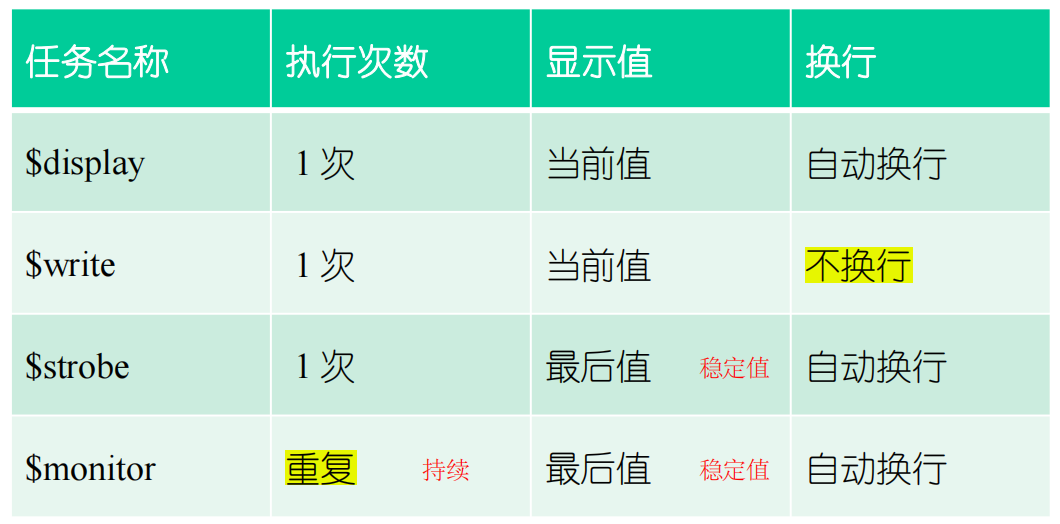 任务名称 执行次数 显示值 换行
$display 1 次 当前值 自动换行
$write 1 次 当前值 不换行
$strobe 1 次 最后值 稳定值 自动换行
$monitor 重复 持续 最后值 稳定值 自动换行